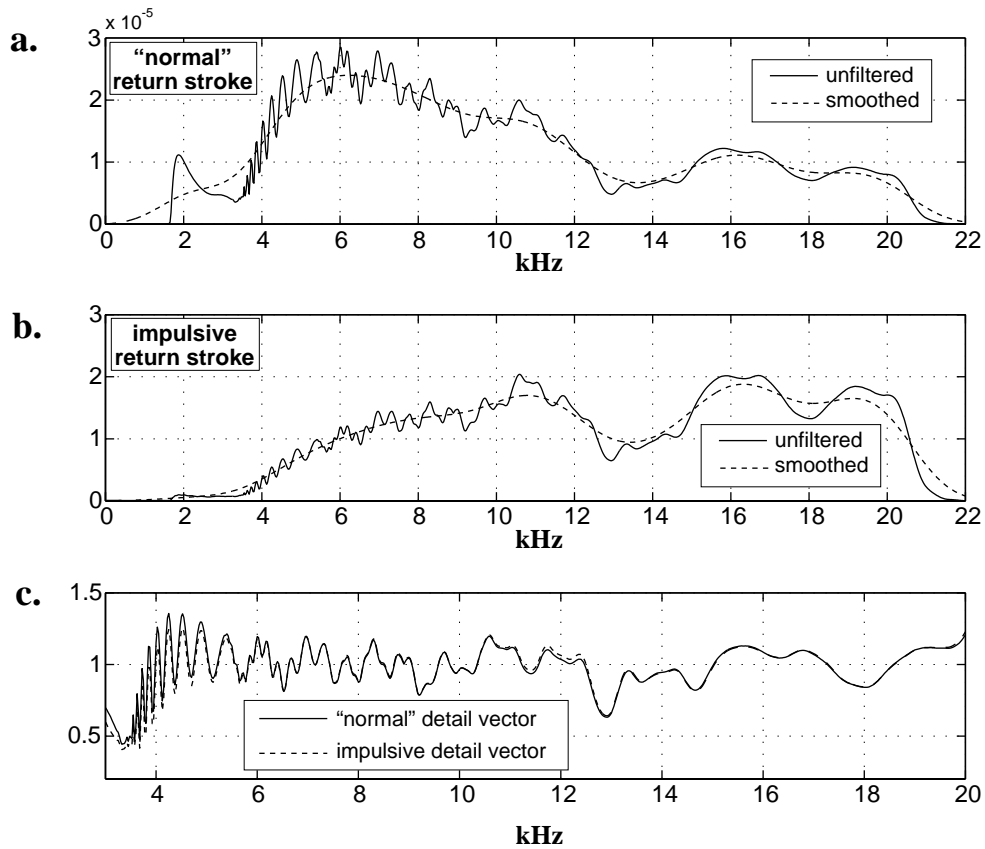 a.
x 10
-5
3
2
1
0
“normal”
return stroke
unfiltered
smoothed
0 2 4 6 8 10 12 14 16 18 20 22
kHz
b.
3
2
1
0
impulsive
return stroke
unfiltered
smoothed
0 2 4 6 8 10 12 14 16 18 20 22
kHz
c.
1.5
1
0.5
“normal” detail vector
impulsive detail vector
4 6 8 10 12 14 16 18 20
kHz